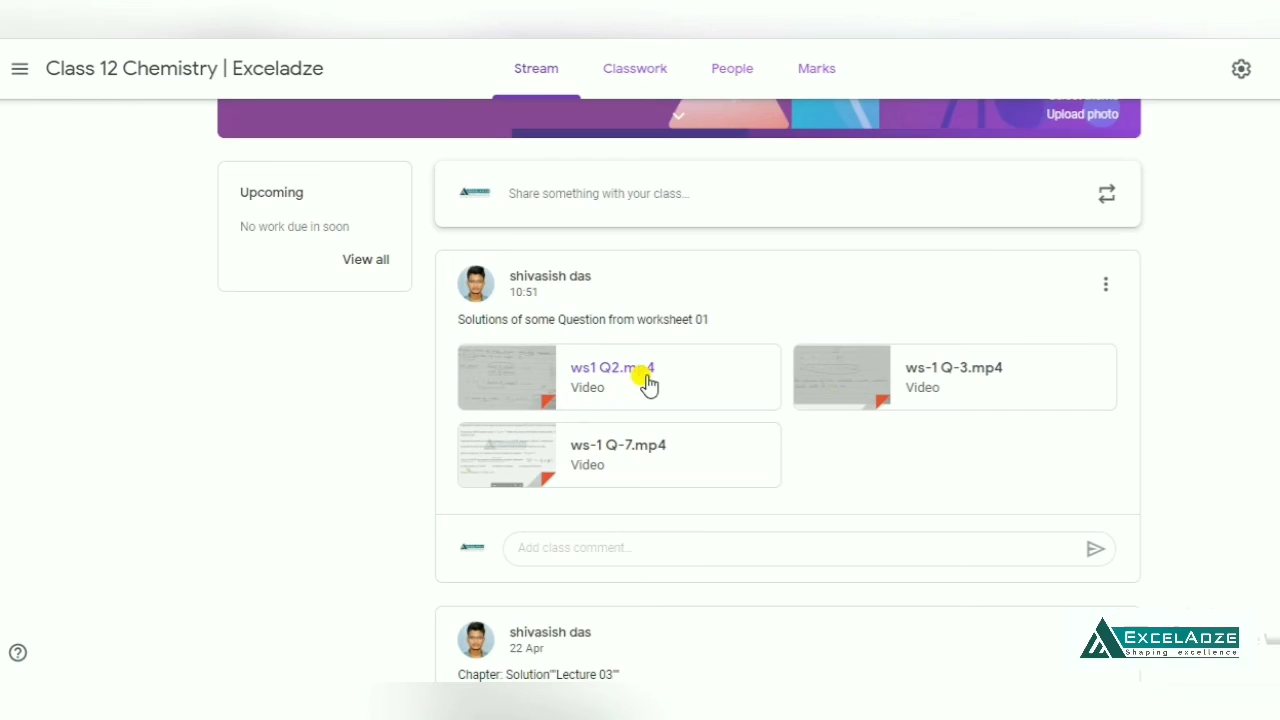 Class 12 Chemistry | Exceladze
Stream
Classwork
People
Marks
Upload photo
Upcoming
No work due in soon
View all
Share something with your class...
shivasish das
10:51
Solutions of some Question from worksheet 01
ws1 Q2.mp4
Video
ws-1 Q-3.mp4
Video
ws-1 Q-7.mp4
Video
Add class comment...
shivasish das
22 Apr
Chapter: Solution""Lecture 03""
EXCELADZE
Shaping excellence